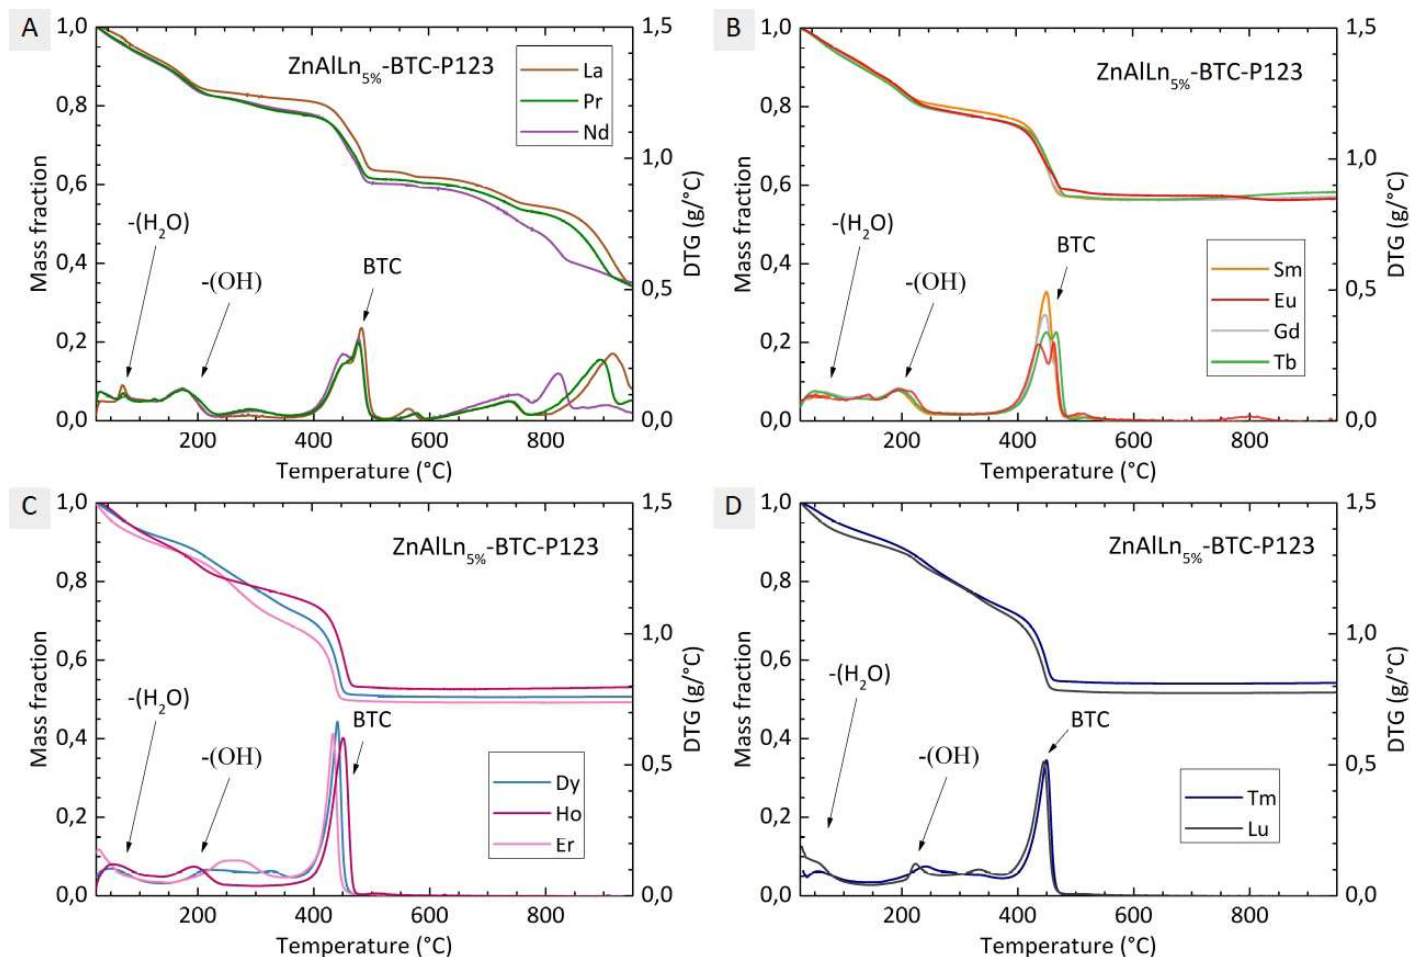 A
1,0
0,8
0,6
0,4
0,2
0,0
Mass fraction
ZnAlLn5%-BTC-P123
La
Pr
Nd
-(H2O)
-(OH)
BTC
1,5
1,0
0,5
0,0
DTG (g/°C)
200 400 600 800
Temperature (°C)
B
1,0
0,8
0,6
0,4
0,2
0,0
Mass fraction
ZnAlLn5%-BTC-P123
-(H2O)
-(OH)
BTC
Sm
Eu
Gd
Tb
1,5
1,0
0,5
0,0
DTG (g/°C)
200 400 600 800
Temperature (°C)
C
1,0
0,8
0,6
0,4
0,2
0,0
Mass fraction
ZnAlLn5%-BTC-P123
-(H2O)
-(OH)
BTC
Dy
Ho
Er
1,5
1,0
0,5
0,0
DTG (g/°C)
200 400 600 800
Temperature (°C)
D
1,0
0,8
0,6
0,4
0,2
0,0
Mass fraction
ZnAlLn5%-BTC-P123
-(H2O)
-(OH)
BTC
Tm
Lu
1,5
1,0
0,5
0,0
DTG (g/°C)
200 400 600 800
Temperature (°C)